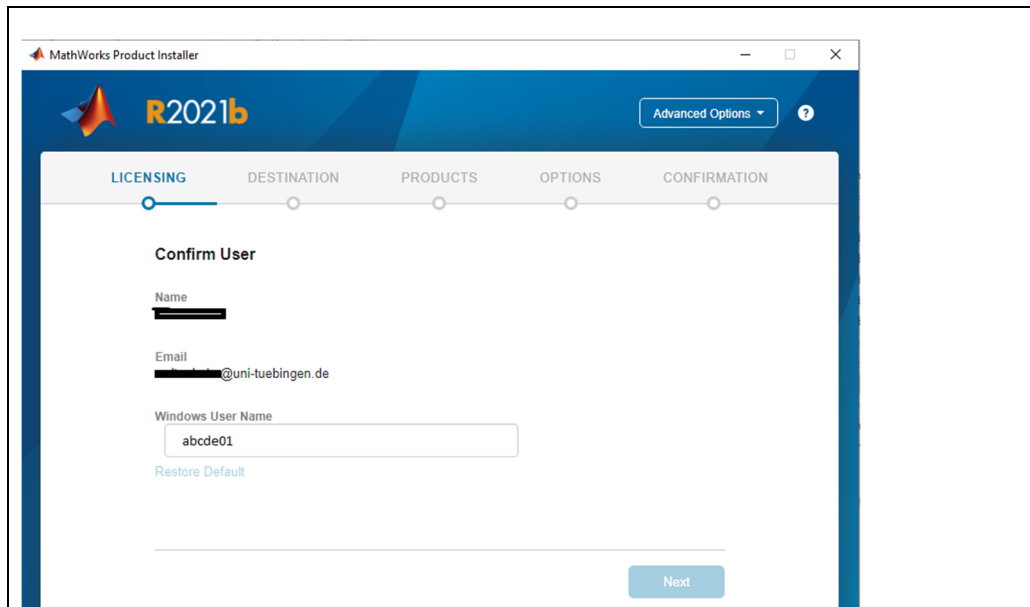 MathWorks Product Installer
R2021b
Advanced Options
?
LICENSING DESTINATION PRODUCTS OPTIONS CONFIRMATION
Confirm User
Name
Email
@uni-tuebingen.de
Windows User Name
abcde01
Restore Default
Next